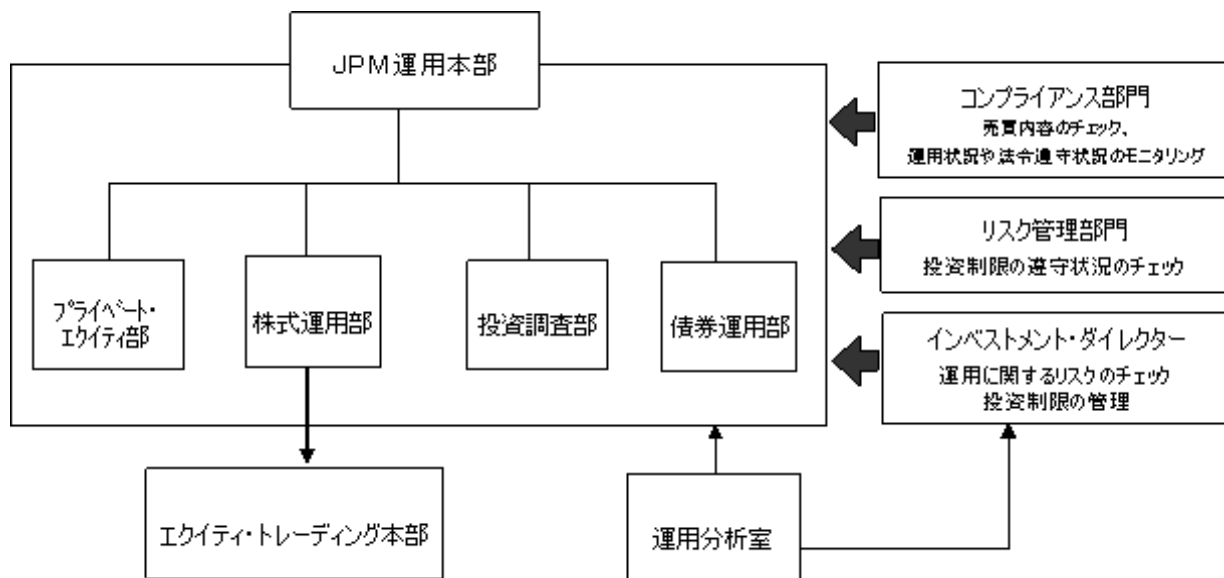 JPM運用本部
コンプライアンス部門
売買内容のチェック、
運用状況や法令遵守状況のモニタリング
リスク管理部門
投資制限の遵守状況のチェック
プライベート・
エクイティ部
株式運用部
投資調査部
債券運用部
インベストメント・ダイレクター
運用に関するリスクのチェック
投資制限の管理
エクイティ・トレーディング本部
運用分析室